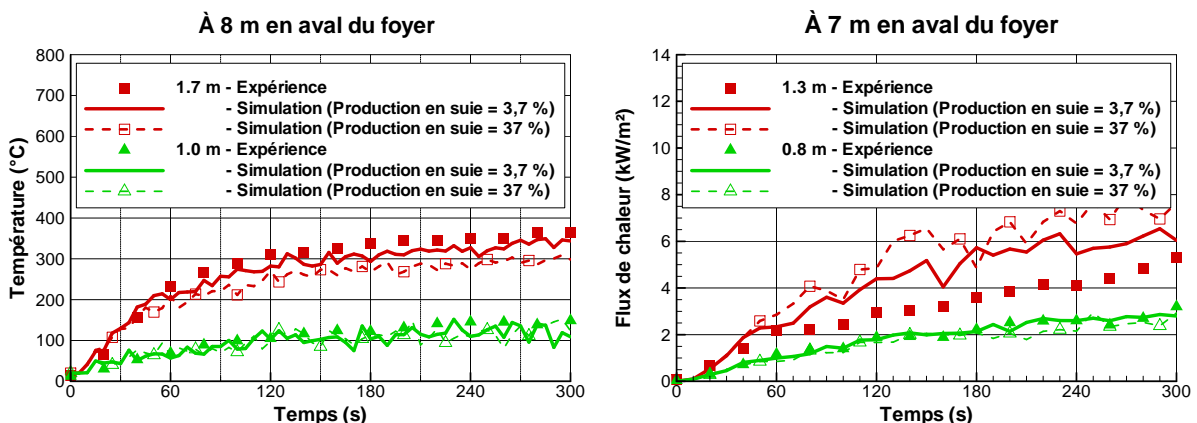 À 8 m en aval du foyer
800
700
600
500
400
300
200
100
0
Température (°C)
1.7 m - Expérience
- Simulation (Production en suie = 3,7 %)
- Simulation (Production en suie = 37 %)
1.0 m - Expérience
- Simulation (Production en suie = 3,7 %)
- Simulation (Production en suie = 37 %)
0 60 120 180 240 300
Temps (s)
À 7 m en aval du foyer
14
12
10
8
6
4
2
0
Flux de chaleur (kW/m²)
1.3 m - Expérience
- Simulation (Production en suie = 3,7 %)
- Simulation (Production en suie = 37 %)
0.8 m - Expérience
- Simulation (Production en suie = 3,7 %)
- Simulation (Production en suie = 37 %)
0 60 120 180 240 300
Temps (s)